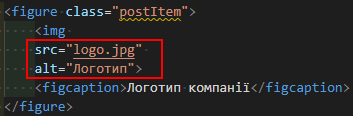 <figure class="postItem">
<img
src="logo.jpg"
alt="Логотип">
<figcaption>Логотип компанії</figcaption>
</figure>